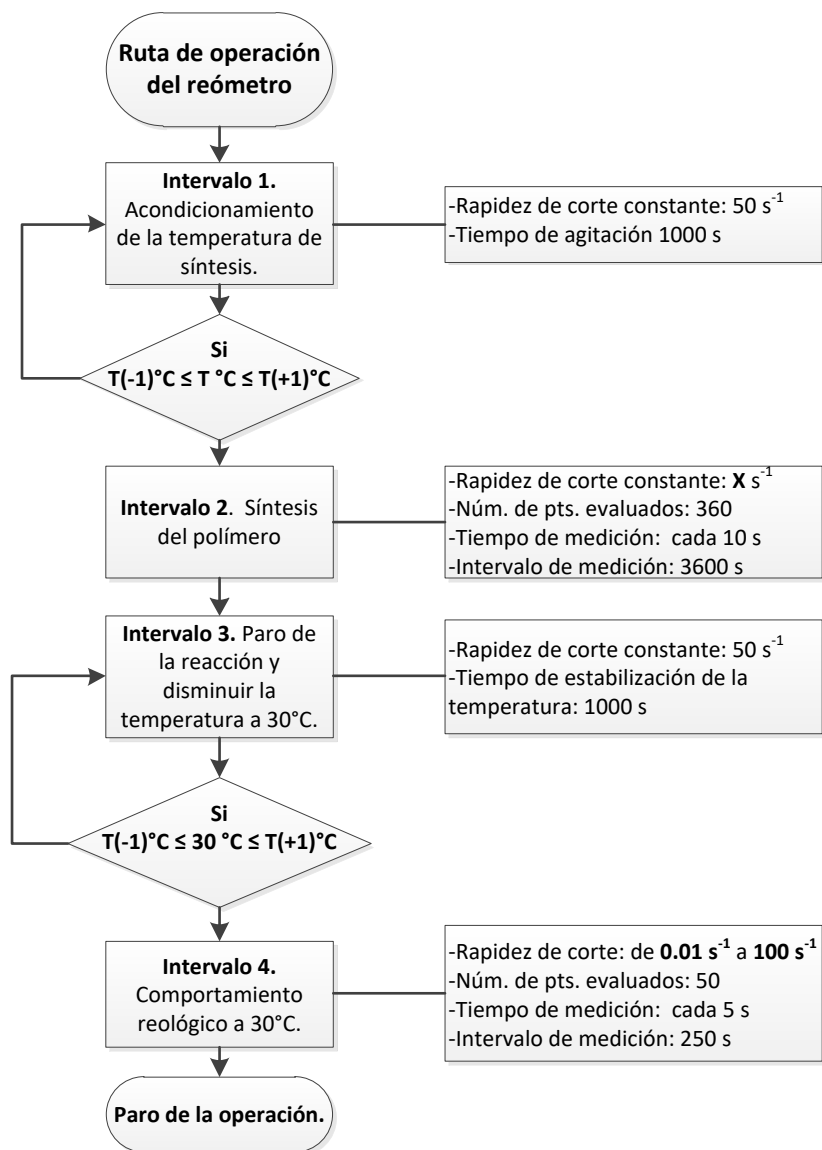 Ruta de operación
del reómetro
Intervalo 1.
Acondicionamiento
de la temperatura de
síntesis.
-Rapidez de corte constante: 50 s⁻¹
-Tiempo de agitación 1000 s
Si
T(-1)°C ≤ T °C ≤ T(+1)°C
Intervalo 2. Síntesis
del polímero
-Rapidez de corte constante: X s⁻¹
-Núm. de pts. evaluados: 360
-Tiempo de medición: cada 10 s
-Intervalo de medición: 3600 s
Intervalo 3. Paro de
la reacción y
disminuir la
temperatura a 30°C.
-Rapidez de corte constante: 50 s⁻¹
-Tiempo de estabilización de la
temperatura: 1000 s
Si
T(-1)°C ≤ 30 °C ≤ T(+1)°C
Intervalo 4.
Comportamiento
reológico a 30°C.
-Rapidez de corte: de 0.01 s⁻¹ a 100 s⁻¹
-Núm. de pts. evaluados: 50
-Tiempo de medición: cada 5 s
-Intervalo de medición: 250 s
Paro de la operación.